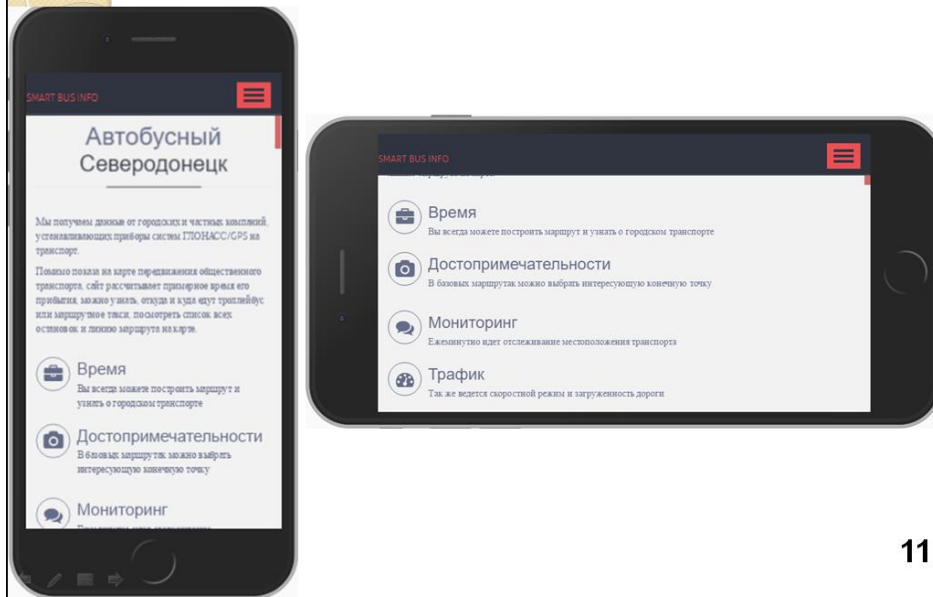 SMART BUS INFO
Автобусный
Северодонецк
Мы получаем данные от городских и частных компаний,
устанавливающих приборы систем ГЛОНАСС/GPS на
транспорт.
Помимо показа на карте передвижения общественного
транспорта, сайт рассчитывает примерное время его
прибытия, можно узнать, откуда и куда едут троллейбус
или маршрутное такси, посмотреть список всех
остановок и линию маршрута на карте.
Время
Вы всегда можете построить маршрут и
узнать о городском транспорте
Достопримечательности
В базовых маршрутак можно выбрать
интересующую конечную точку
Мониторинг
SMART BUS INFO
Время
Вы всегда можете построить маршрут и узнать о городском транспорте
Достопримечательности
В базовых маршрутак можно выбрать интересующую конечную точку
Мониторинг
Ежеминутно идет отслеживание местоположения транспорта
Трафик
Так же ведется скоростной режим и загруженность дороги
11